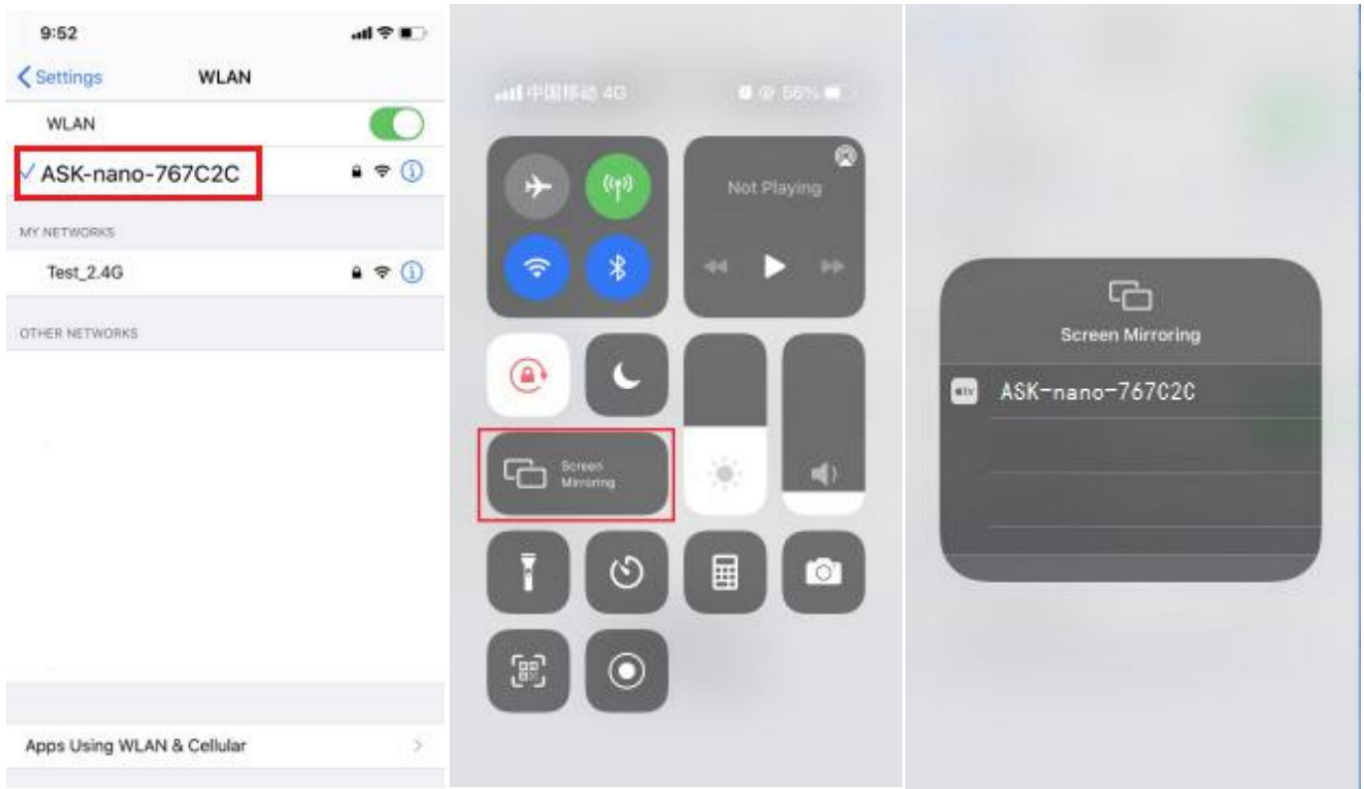 9:52
Settings
WLAN
WLAN
ASK-nano-767C2C
MY NETWORKS
Test_2.4G
OTHER NETWORKS
Apps Using WLAN & Cellular
中国移动 4G
56%
Not Playing
Screen
Mirroring
Screen Mirroring
tv
ASK-nano-767C2C